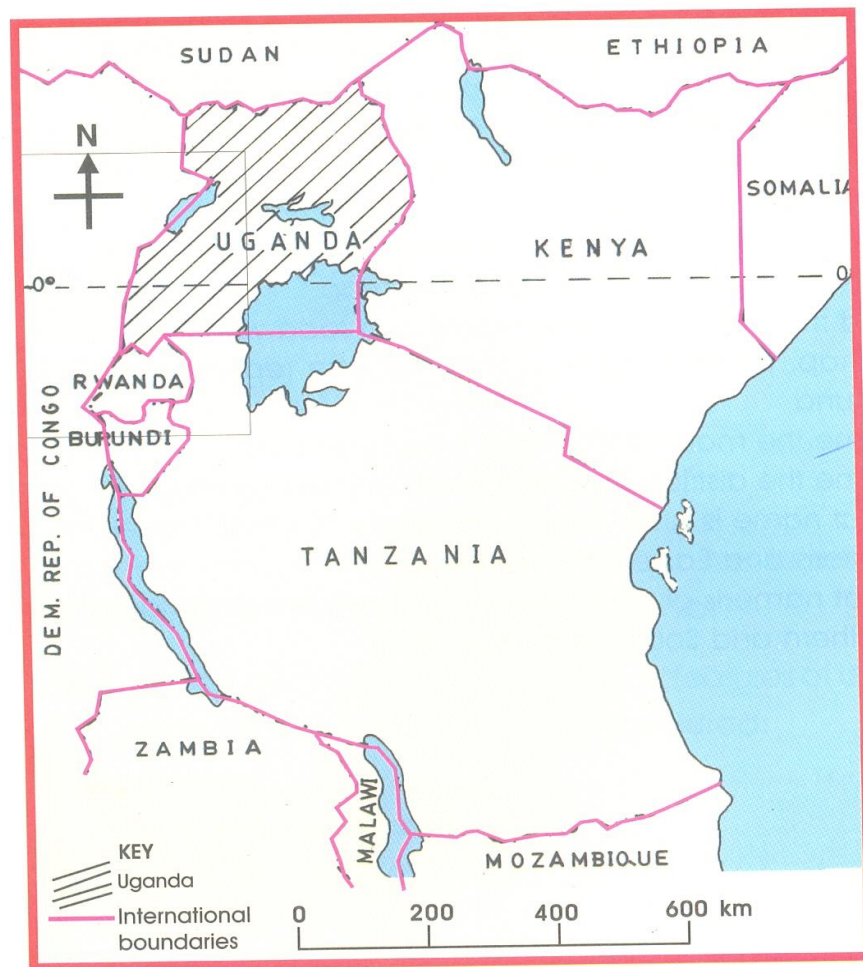 SUDAN
ETHIOPIA
N
SOMALIA
UGANDA
KENYA
0°
0
RWANDA
BURUNDI
DEM. REP. OF CONGO
TANZANIA
ZAMBIA
MALAWI
MOZAMBIQUE
KEY
Uganda
International
boundaries
0 200 400 600 km